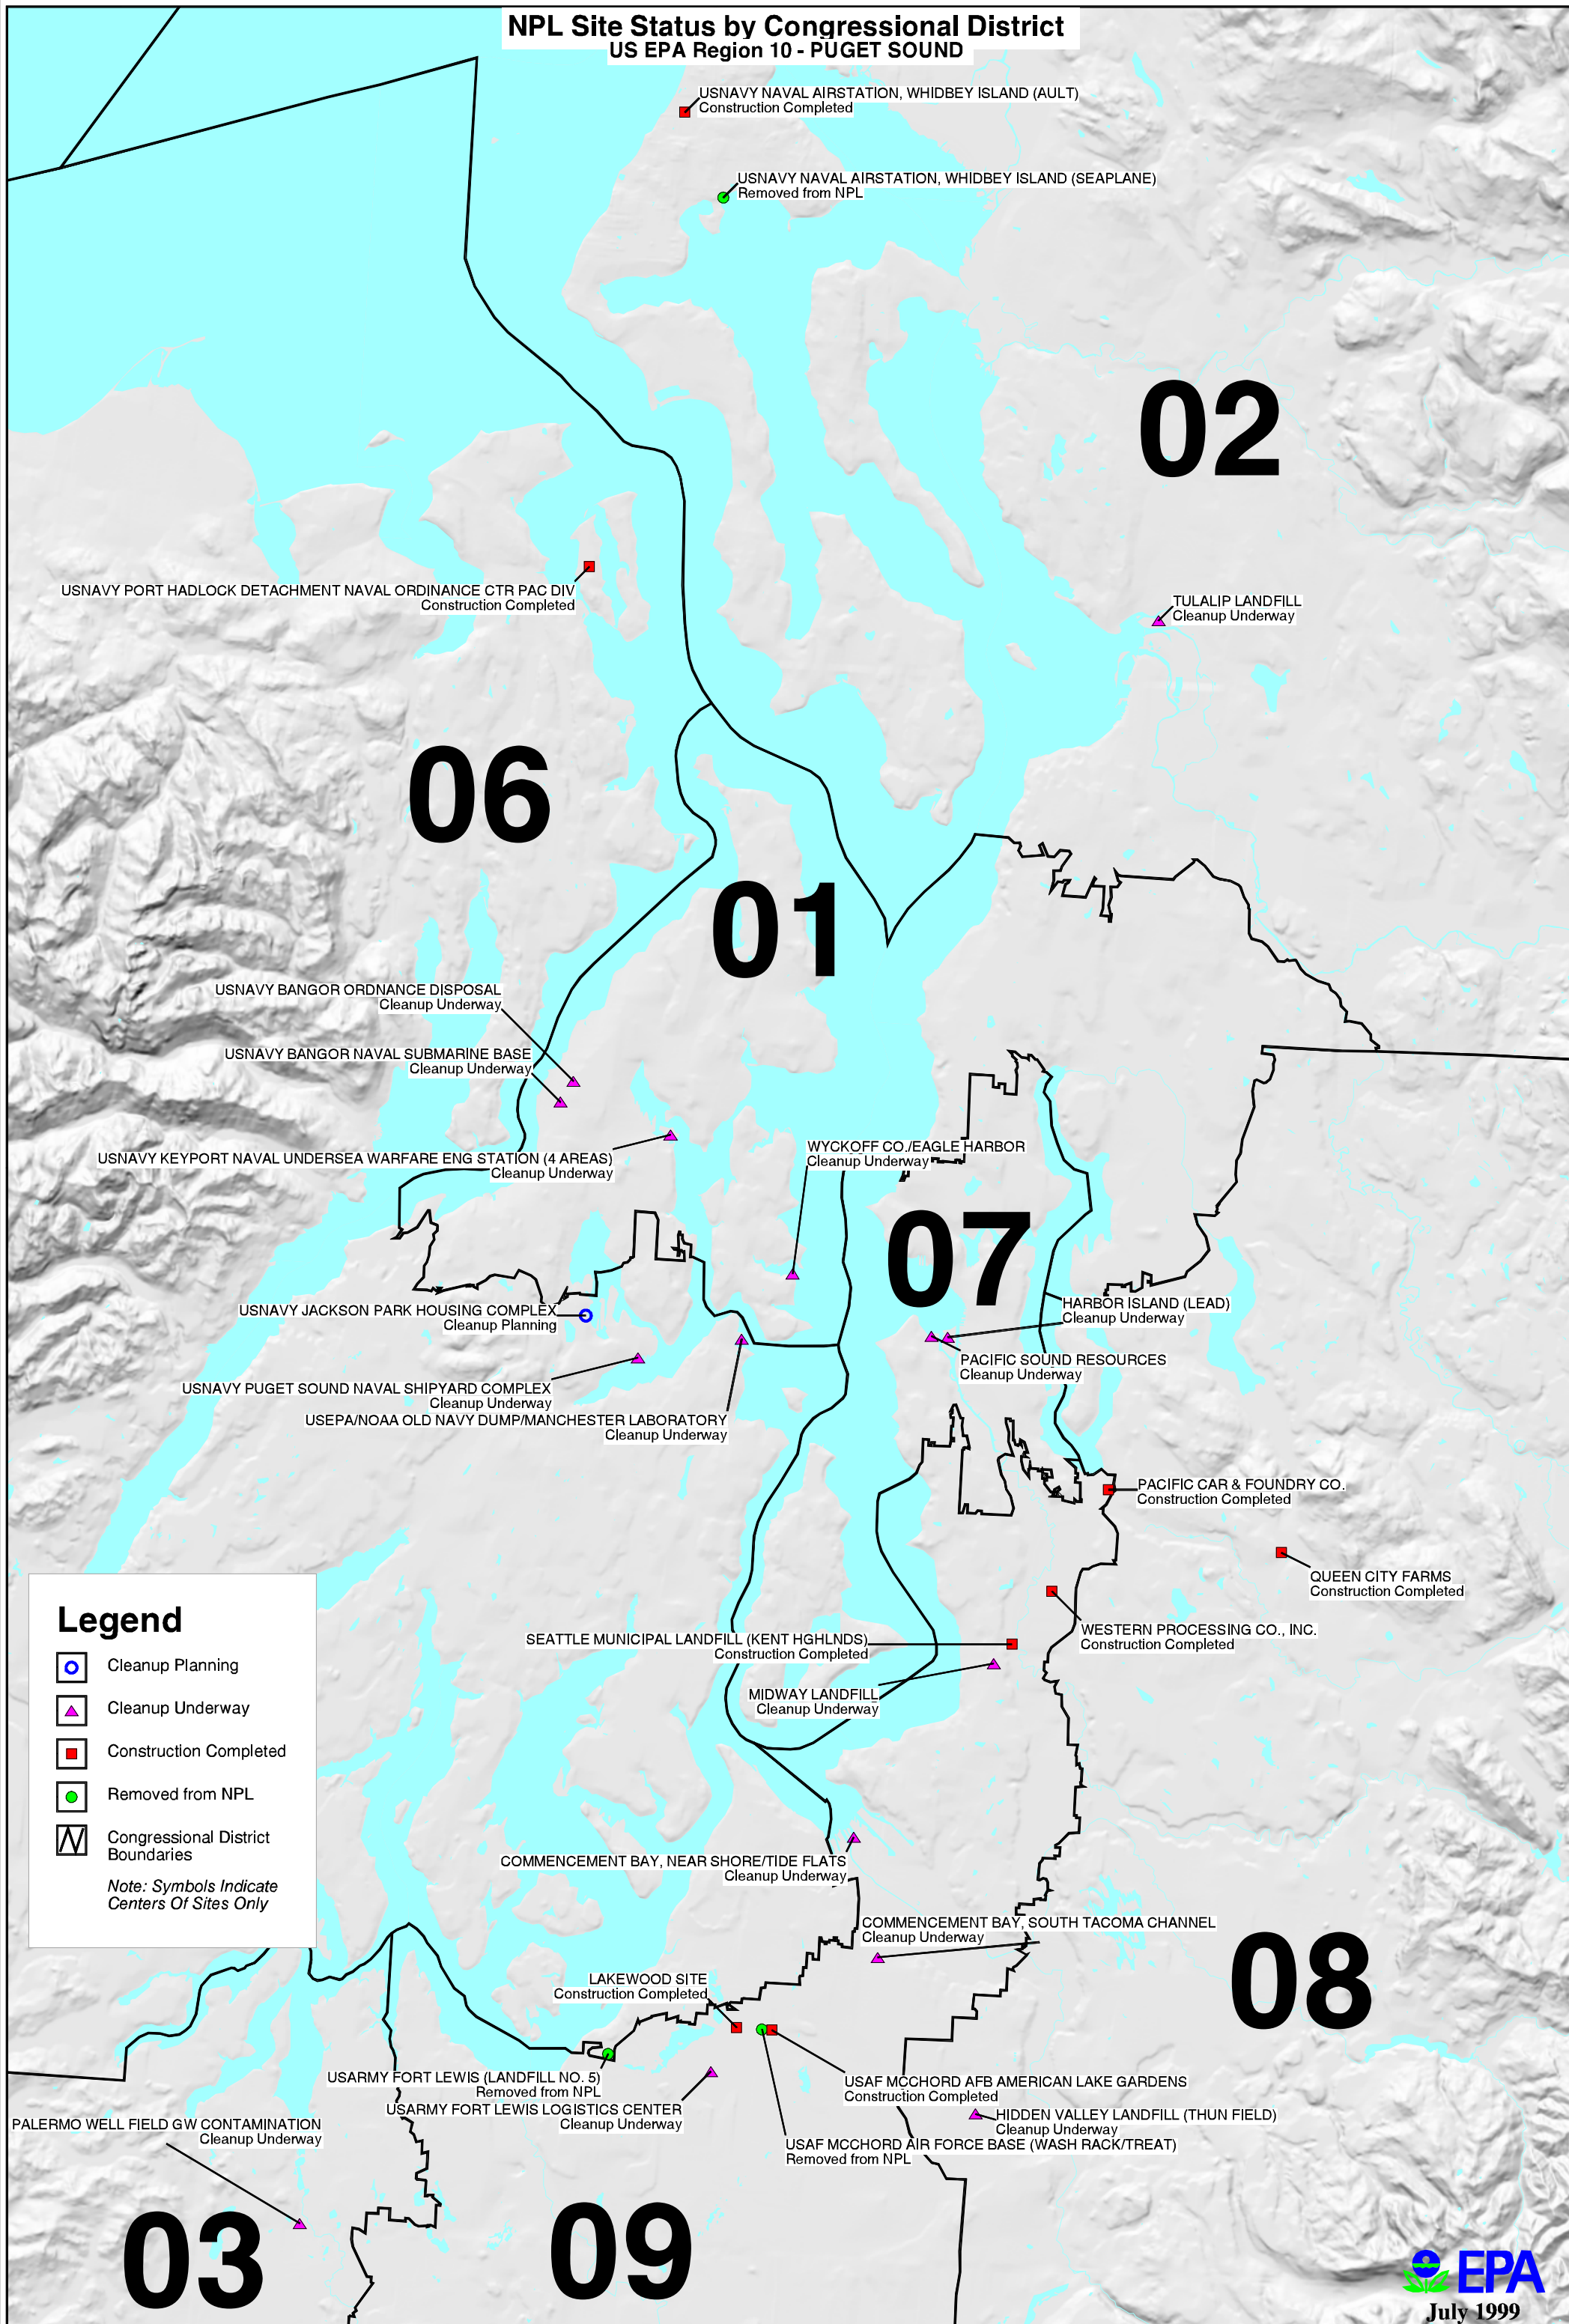 NPL Site Status by Congressional District
US EPA Region 10 - PUGET SOUND
USNAVY NAVAL AIRSTATION, WHIDBEY ISLAND (AULT)
Construction Completed
USNAVY NAVAL AIRSTATION, WHIDBEY ISLAND (SEAPLANE)
Removed from NPL
02
USNAVY PORT HADLOCK DETACHMENT NAVAL ORDINANCE CTR PAC DIV
Construction Completed
TULALIP LANDFILL
Cleanup Underway
06
01
USNAVY BANGOR ORDNANCE DISPOSAL
Cleanup Underway
USNAVY BANGOR NAVAL SUBMARINE BASE
Cleanup Underway
USNAVY KEYPORT NAVAL UNDERSEA WARFARE ENG STATION (4 AREAS)
Cleanup Underway
WYCKOFF CO./EAGLE HARBOR
Cleanup Underway
07
USNAVY JACKSON PARK HOUSING COMPLEX
Cleanup Planning
HARBOR ISLAND (LEAD)
Cleanup Underway
PACIFIC SOUND RESOURCES
Cleanup Underway
USNAVY PUGET SOUND NAVAL SHIPYARD COMPLEX
Cleanup Underway
USEPA/NOAA OLD NAVY DUMP/MANCHESTER LABORATORY
Cleanup Underway
PACIFIC CAR & FOUNDRY CO.
Construction Completed
QUEEN CITY FARMS
Construction Completed
WESTERN PROCESSING CO., INC.
Construction Completed
SEATTLE MUNICIPAL LANDFILL (KENT HGHLNDS)
Construction Completed
MIDWAY LANDFILL
Cleanup Underway
Legend
Cleanup Planning
Cleanup Underway
Construction Completed
Removed from NPL
Congressional District
Boundaries
Note: Symbols Indicate
Centers Of Sites Only
COMMENCEMENT BAY, NEAR SHORE/TIDE FLATS
Cleanup Underway
COMMENCEMENT BAY, SOUTH TACOMA CHANNEL
Cleanup Underway
08
LAKEWOOD SITE
Construction Completed
USARMY FORT LEWIS (LANDFILL NO. 5)
Removed from NPL
USARMY FORT LEWIS LOGISTICS CENTER
Cleanup Underway
USAF MCCHORD AFB AMERICAN LAKE GARDENS
Construction Completed
HIDDEN VALLEY LANDFILL (THUN FIELD)
Cleanup Underway
USAF MCCHORD AIR FORCE BASE (WASH RACK/TREAT)
Removed from NPL
PALERMO WELL FIELD GW CONTAMINATION
Cleanup Underway
03
09
EPA
July 1999